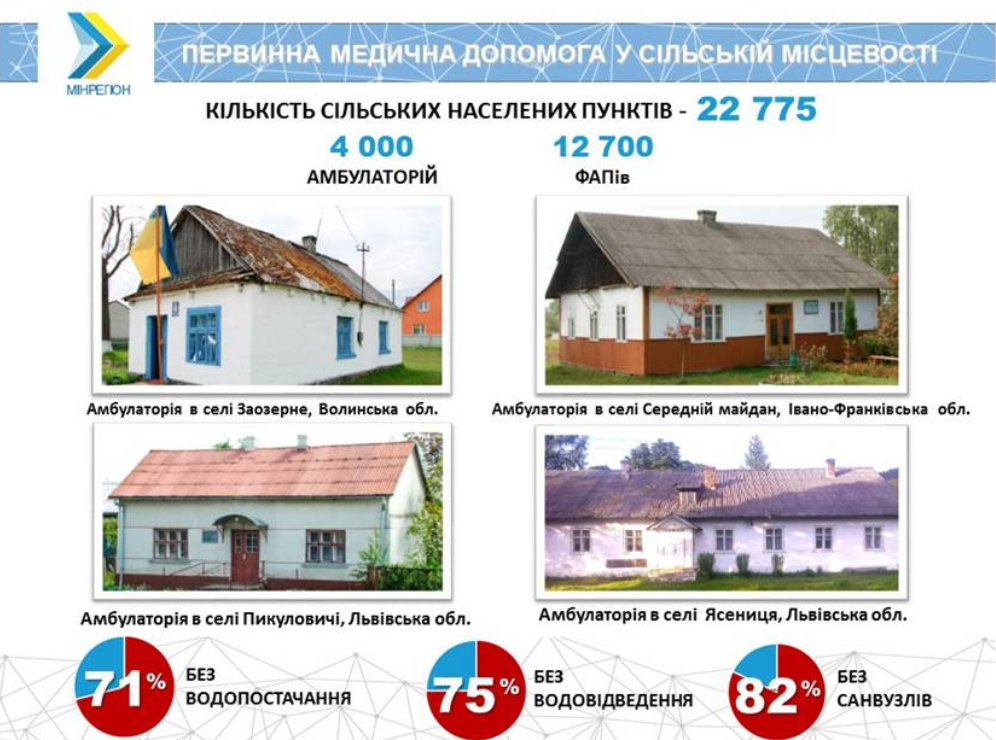 МІНРЕГІОН
ПЕРВИННА МЕДИЧНА ДОПОМОГА У СІЛЬСЬКІЙ МІСЦЕВОСТІ
КІЛЬКІСТЬ СІЛЬСЬКИХ НАСЕЛЕНИХ ПУНКТІВ - 22 775
4 000 12 700
АМБУЛАТОРІЙ ФАПів
Амбулаторія в селі Заозерне, Волинська обл. Амбулаторія в селі Середній майдан, Івано-Франківська обл.
Амбулаторія в селі Пикуловичі, Львівська обл. Амбулаторія в селі Ясениця, Львівська обл.
71% БЕЗ
ВОДОПОСТАЧАННЯ
75% БЕЗ
ВОДОВІДВЕДЕННЯ
82% БЕЗ
САНВУЗЛІВ